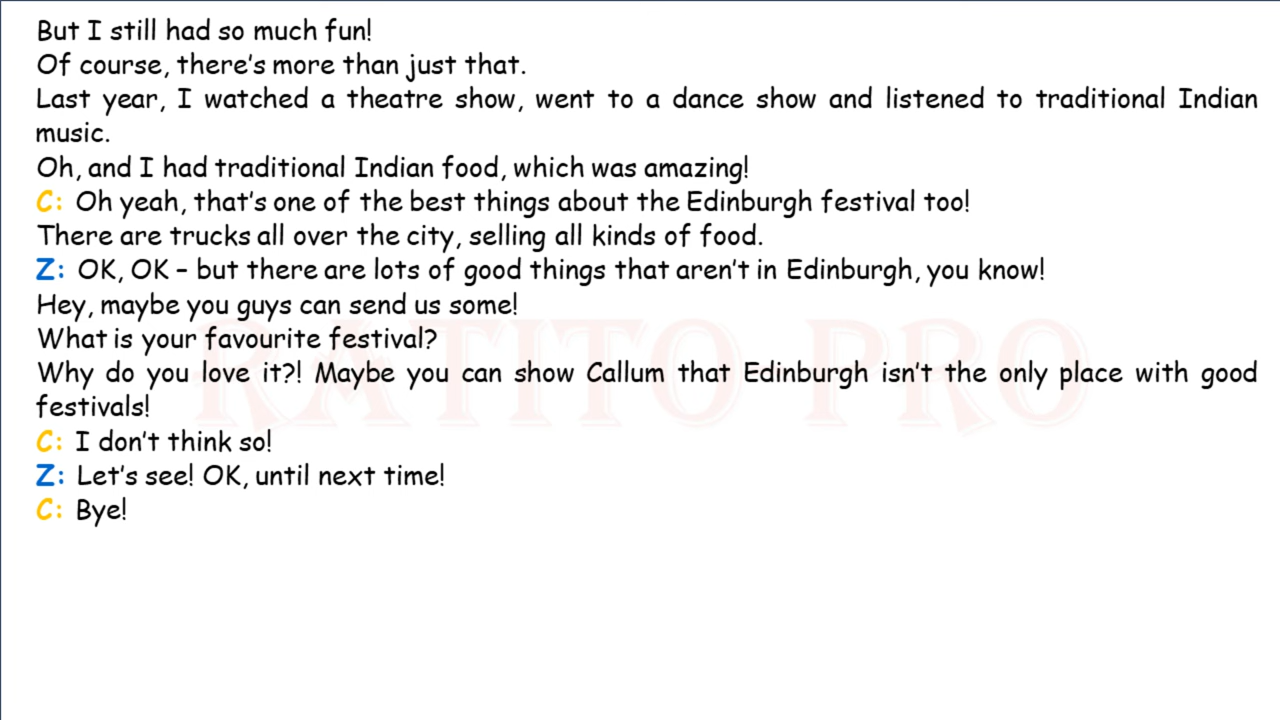 But I still had so much fun!
Of course, there's more than just that.
Last year, I watched a theatre show, went to a dance show and listened to traditional Indian
music.
Oh, and I had traditional Indian food, which was amazing!
C: Oh yeah, that's one of the best things about the Edinburgh festival too!
There are trucks all over the city, selling all kinds of food.
Z: OK, OK – but there are lots of good things that aren't in Edinburgh, you know!
Hey, maybe you guys can send us some!
What is your favourite festival?
Why do you love it?! Maybe you can show Callum that Edinburgh isn't the only place with good
festivals!
C: I don't think so!
Z: Let's see! OK, until next time!
C: Bye!
RATITO PRO